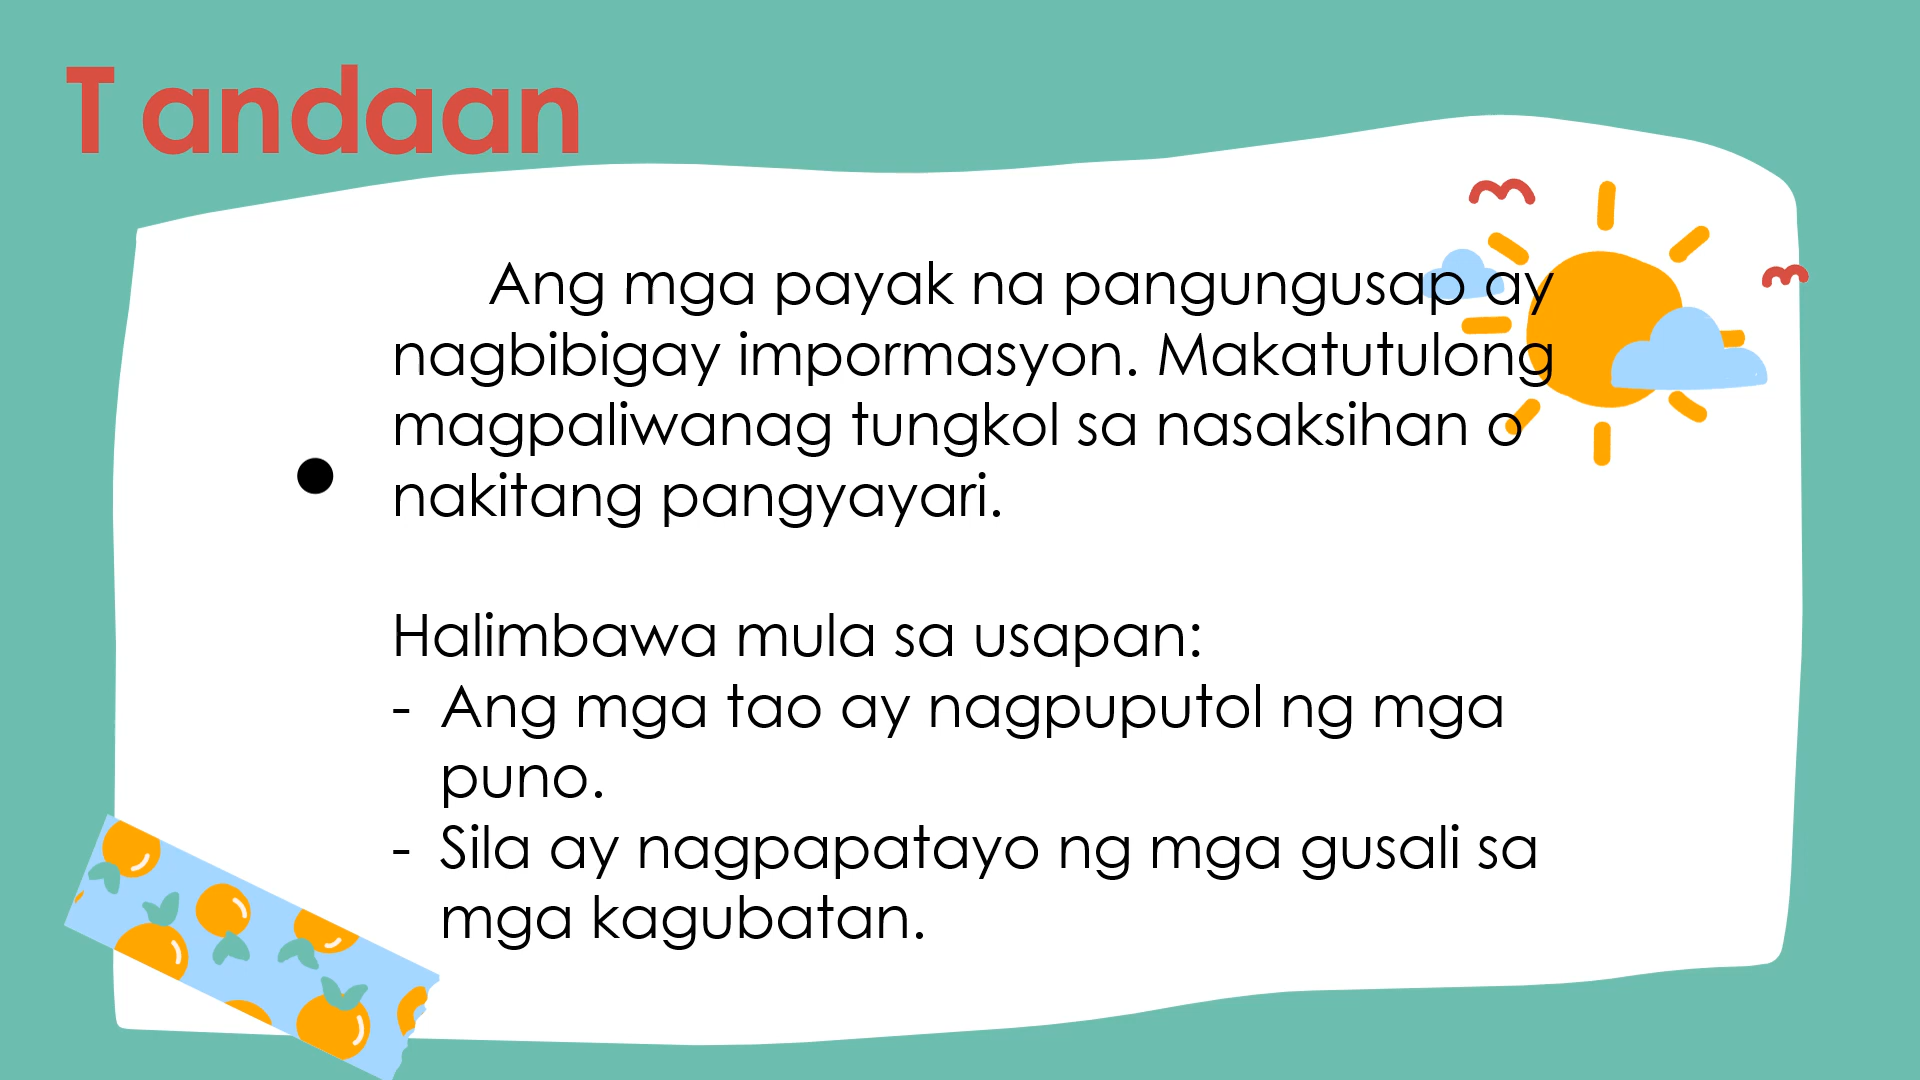 T andaan
Ang mga payak na pangungusap ay
nagbibigay impormasyon. Makatutulong
magpaliwanag tungkol sa nasaksihan o
● nakitang pangyayari.
Halimbawa mula sa usapan:
- Ang mga tao ay nagpuputol ng mga
puno.
- Sila ay nagpapatayo ng mga gusali sa
mga kagubatan.